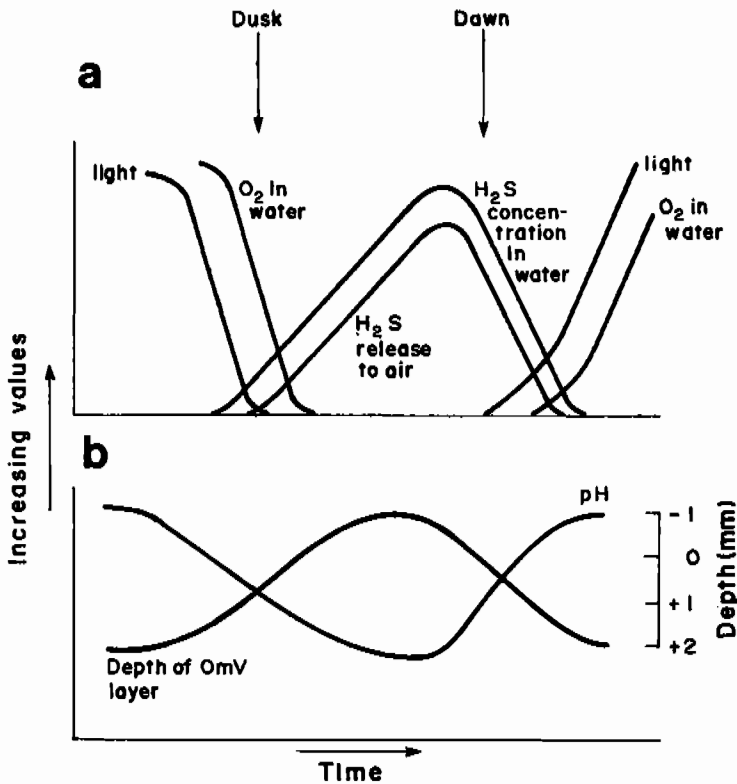 Dusk
Dawn
a
light
O₂ in
water
H₂S
concen-
tration
in
water
light
O₂ in
water
H₂S
release
to air
Increasing values
b
pH
-1
0
+1
+2
Depth (mm)
Depth of OmV
layer
Time